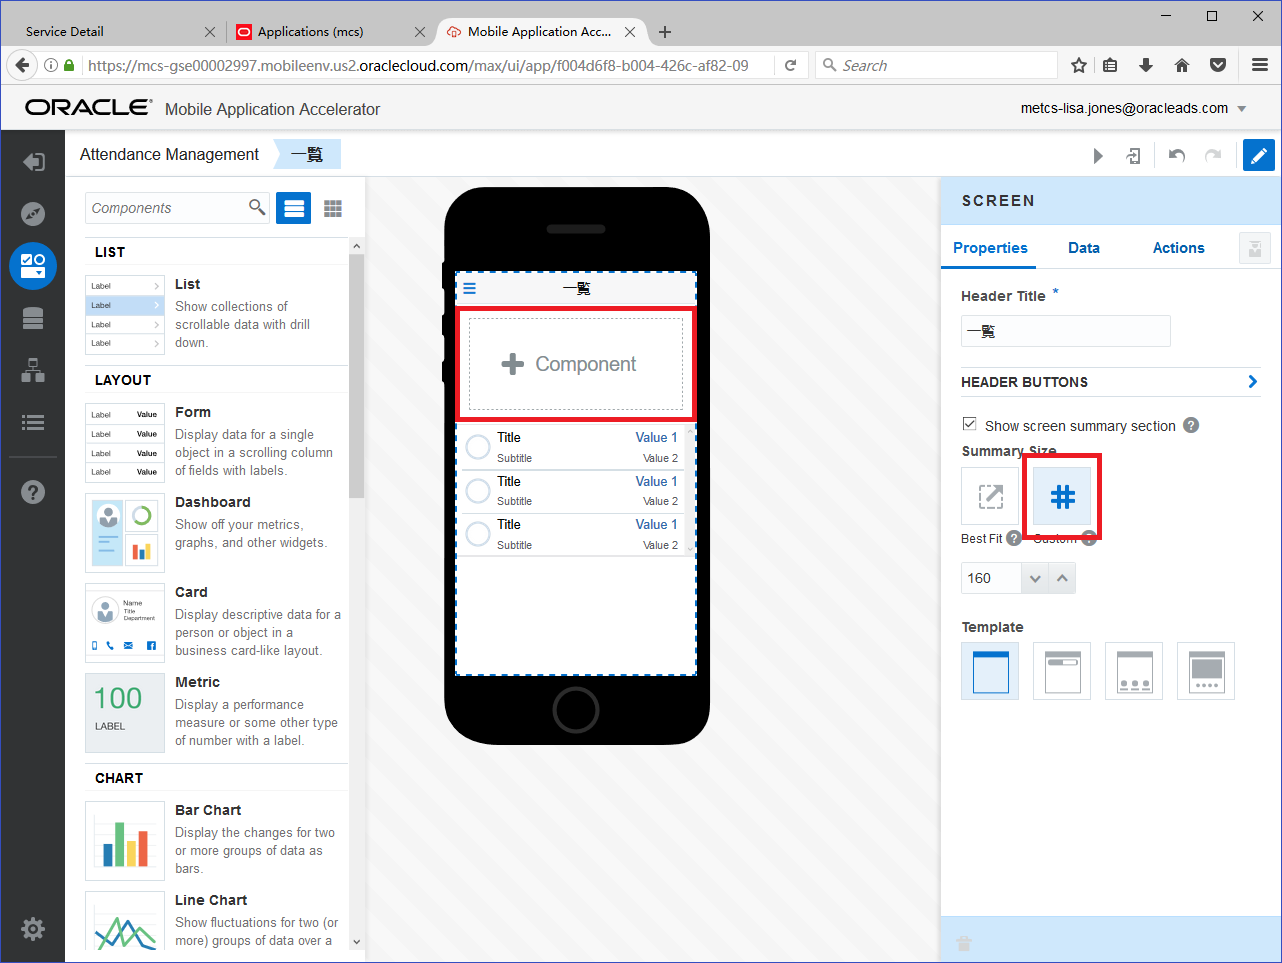 Service Detail
Applications (mcs)
Mobile Application Acc...
https://mcs-gse00002997.mobileenv.us2.oraclecloud.com/max/ui/app/f004d6f8-b004-426c-af82-09
Search
ORACLE Mobile Application Accelerator
metcs-lisa.jones@oracleads.com
Attendance Management
一覧
Components
LIST
Label
Label
Label
Label
List
Show collections of
scrollable data with drill
down.
LAYOUT
Label Value
Label Value
Label Value
Label Value
Form
Display data for a single
object in a scrolling column
of fields with labels.
Dashboard
Show off your metrics,
graphs, and other widgets.
Name
Title
Department
Card
Display descriptive data for a
person or object in a
business card-like layout.
100
LABEL
Metric
Display a performance
measure or some other type
of number with a label.
CHART
Bar Chart
Display the changes for two
or more groups of data as
bars.
Line Chart
Show fluctuations for two (or
more) groups of data over a
一覧
Component
Title Value 1
Subtitle Value 2
Title Value 1
Subtitle Value 2
Title Value 1
Subtitle Value 2
SCREEN
Properties Data Actions
Header Title *
一覧
HEADER BUTTONS
Show screen summary section ?
Summary Size
Best Fit ? Custom ?
160
Template